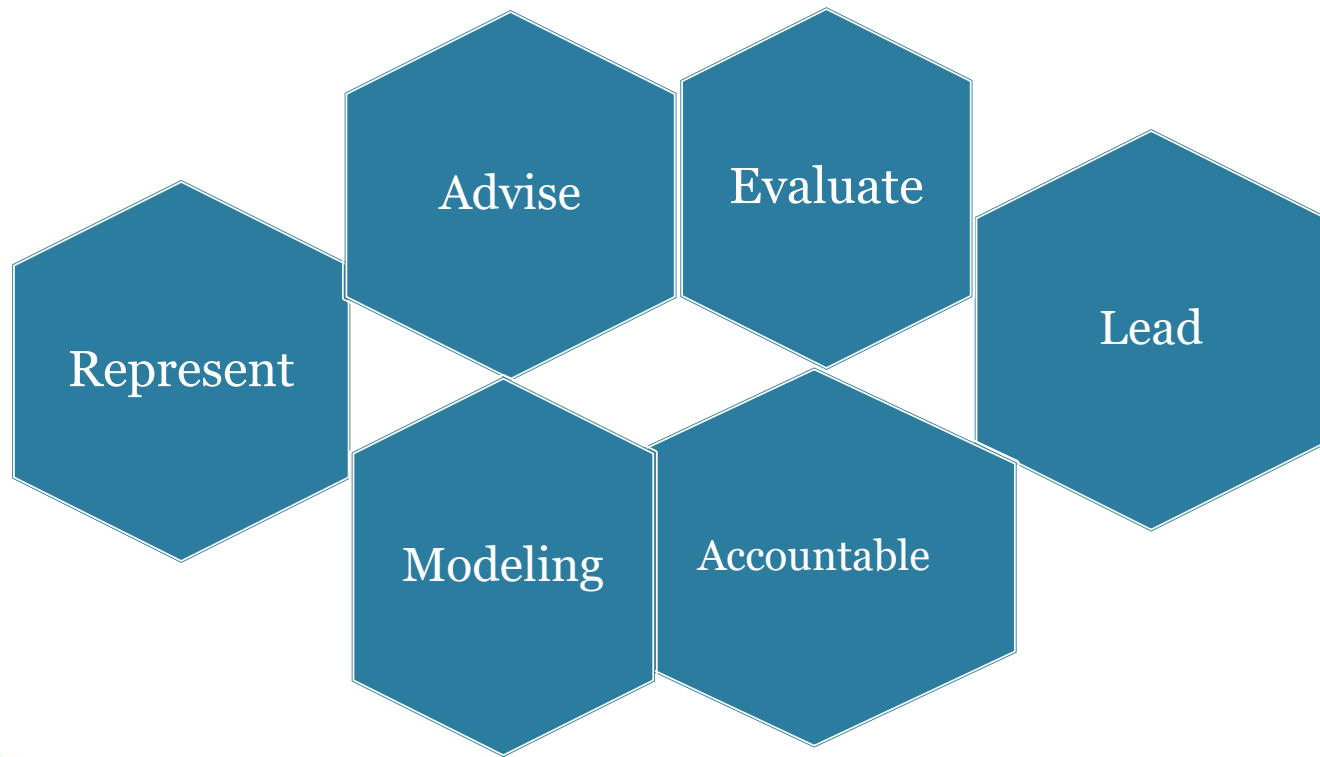 Advise
Evaluate
Lead
Represent
Modeling
Accountable